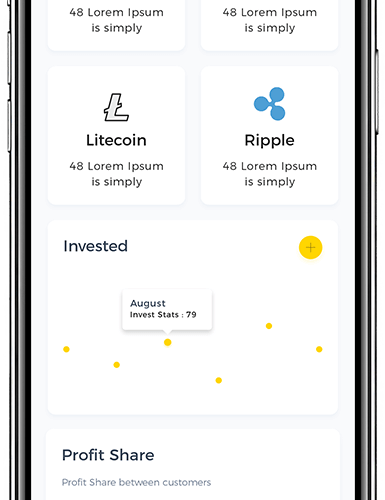 48 Lorem Ipsum
is simply
48 Lorem Ipsum
is simply
Litecoin
48 Lorem Ipsum
is simply
Ripple
48 Lorem Ipsum
is simply
Invested
August
Invest Stats : 79
Profit Share
Profit Share between customers